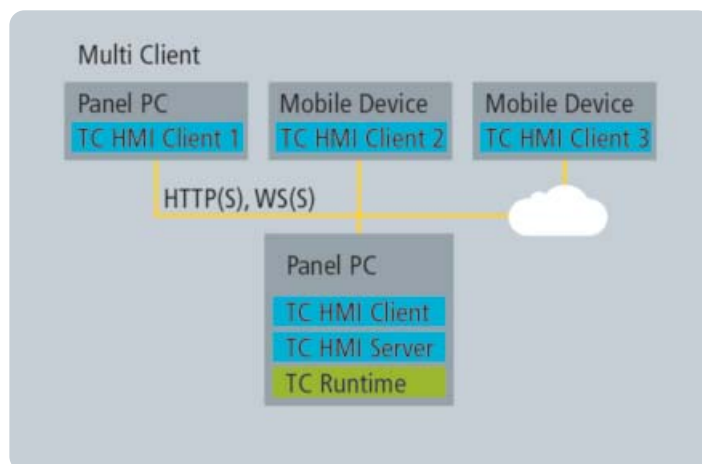 Multi Client
Panel PC
TC HMI Client 1
Mobile Device
TC HMI Client 2
Mobile Device
TC HMI Client 3
HTTP(S), WS(S)
Panel PC
TC HMI Client
TC HMI Server
TC Runtime